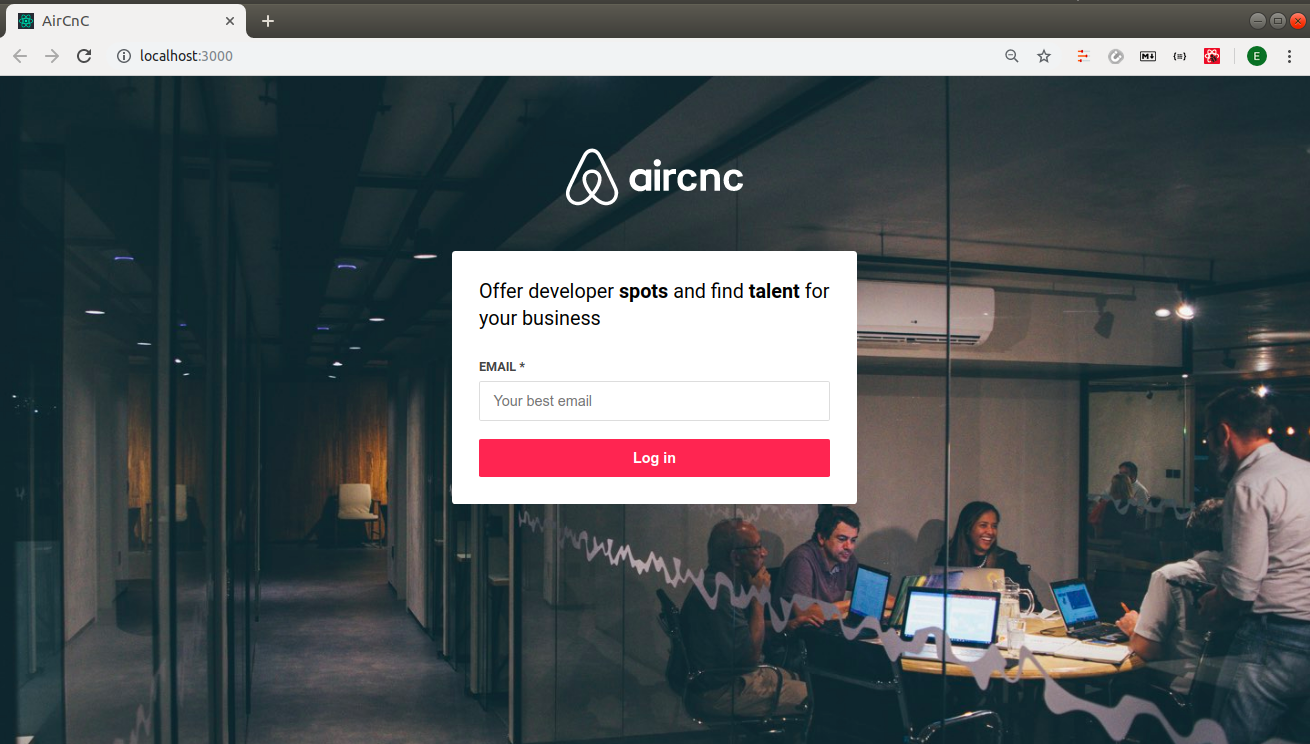 AirCnC
localhost:3000
E
aircnc
Offer developer spots and find talent for
your business
EMAIL *
Your best email
Log in